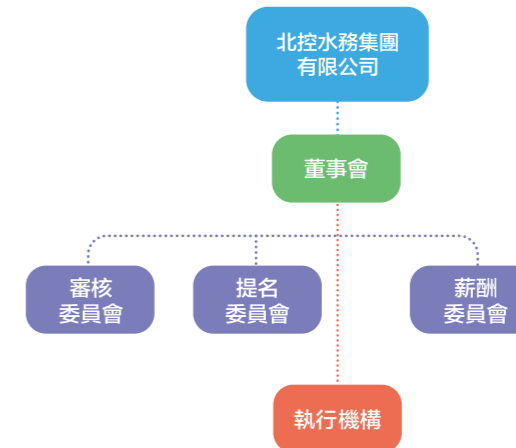 北控水務集團
有限公司
董事會
審核
委員會
提名
委員會
薪酬
委員會
執行機構